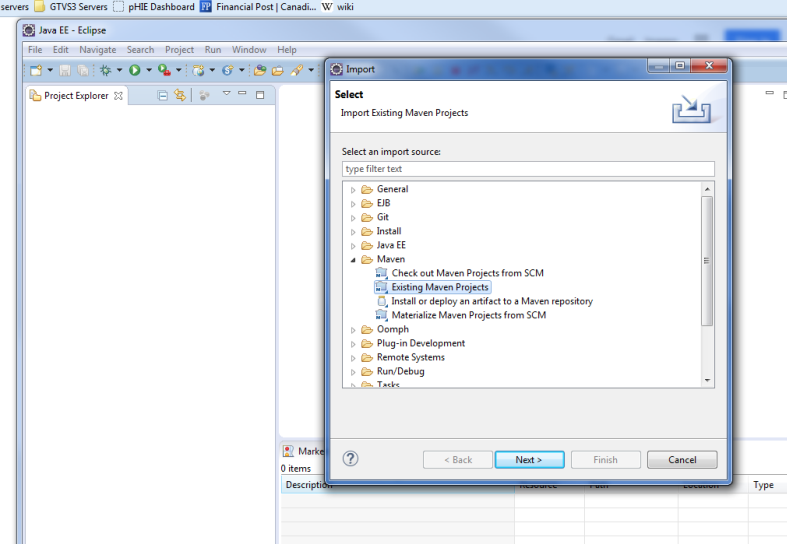 servers GTVS3 Servers pHIE Dashboard FP Financial Post | Canadi... W wiki
Java EE - Eclipse
File Edit Navigate Search Project Run Window Help
Project Explorer
Import
Select
Import Existing Maven Projects
Select an import source:
type filter text
General
EJB
Git
Install
Java EE
Maven
Check out Maven Projects from SCM
Existing Maven Projects
Install or deploy an artifact to a Maven repository
Materialize Maven Projects from SCM
Oomph
Plug-in Development
Remote Systems
Run/Debug
Tasks
? < Back Next > Finish Cancel
Marke
0 items
Description Resource Path Location Type